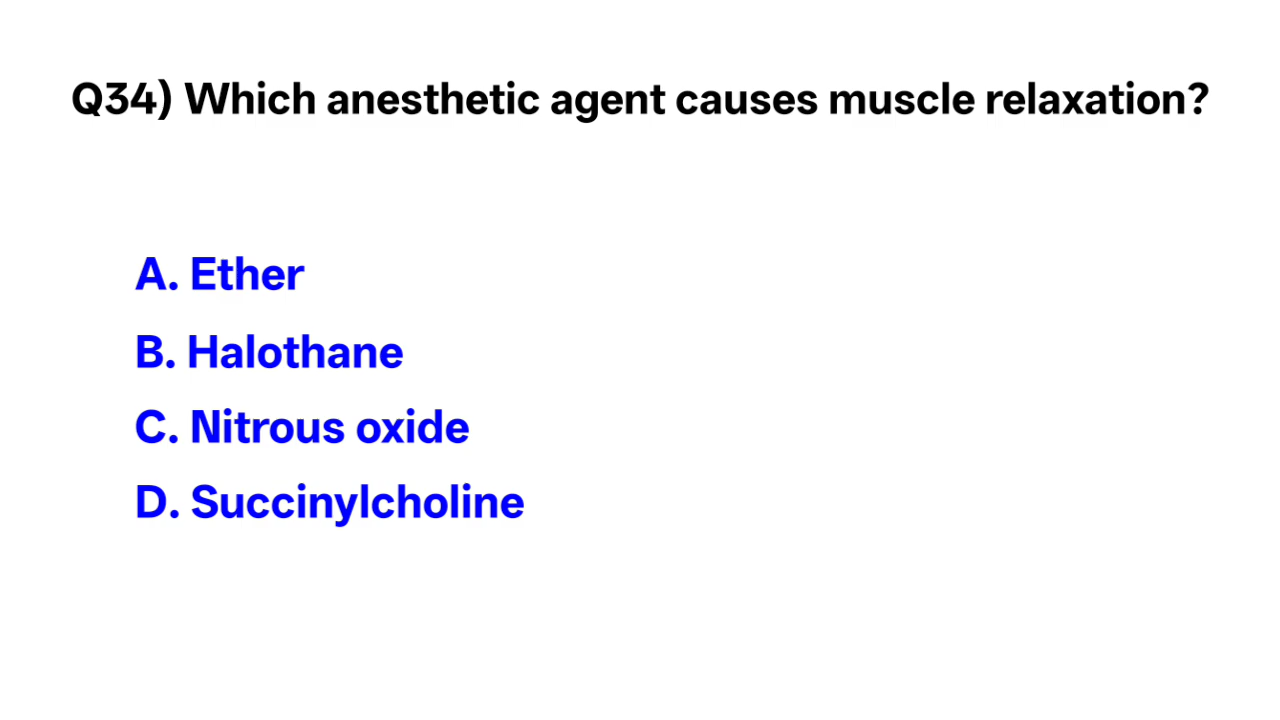 Q34) Which anesthetic agent causes muscle relaxation?
A. Ether
B. Halothane
C. Nitrous oxide
D. Succinylcholine